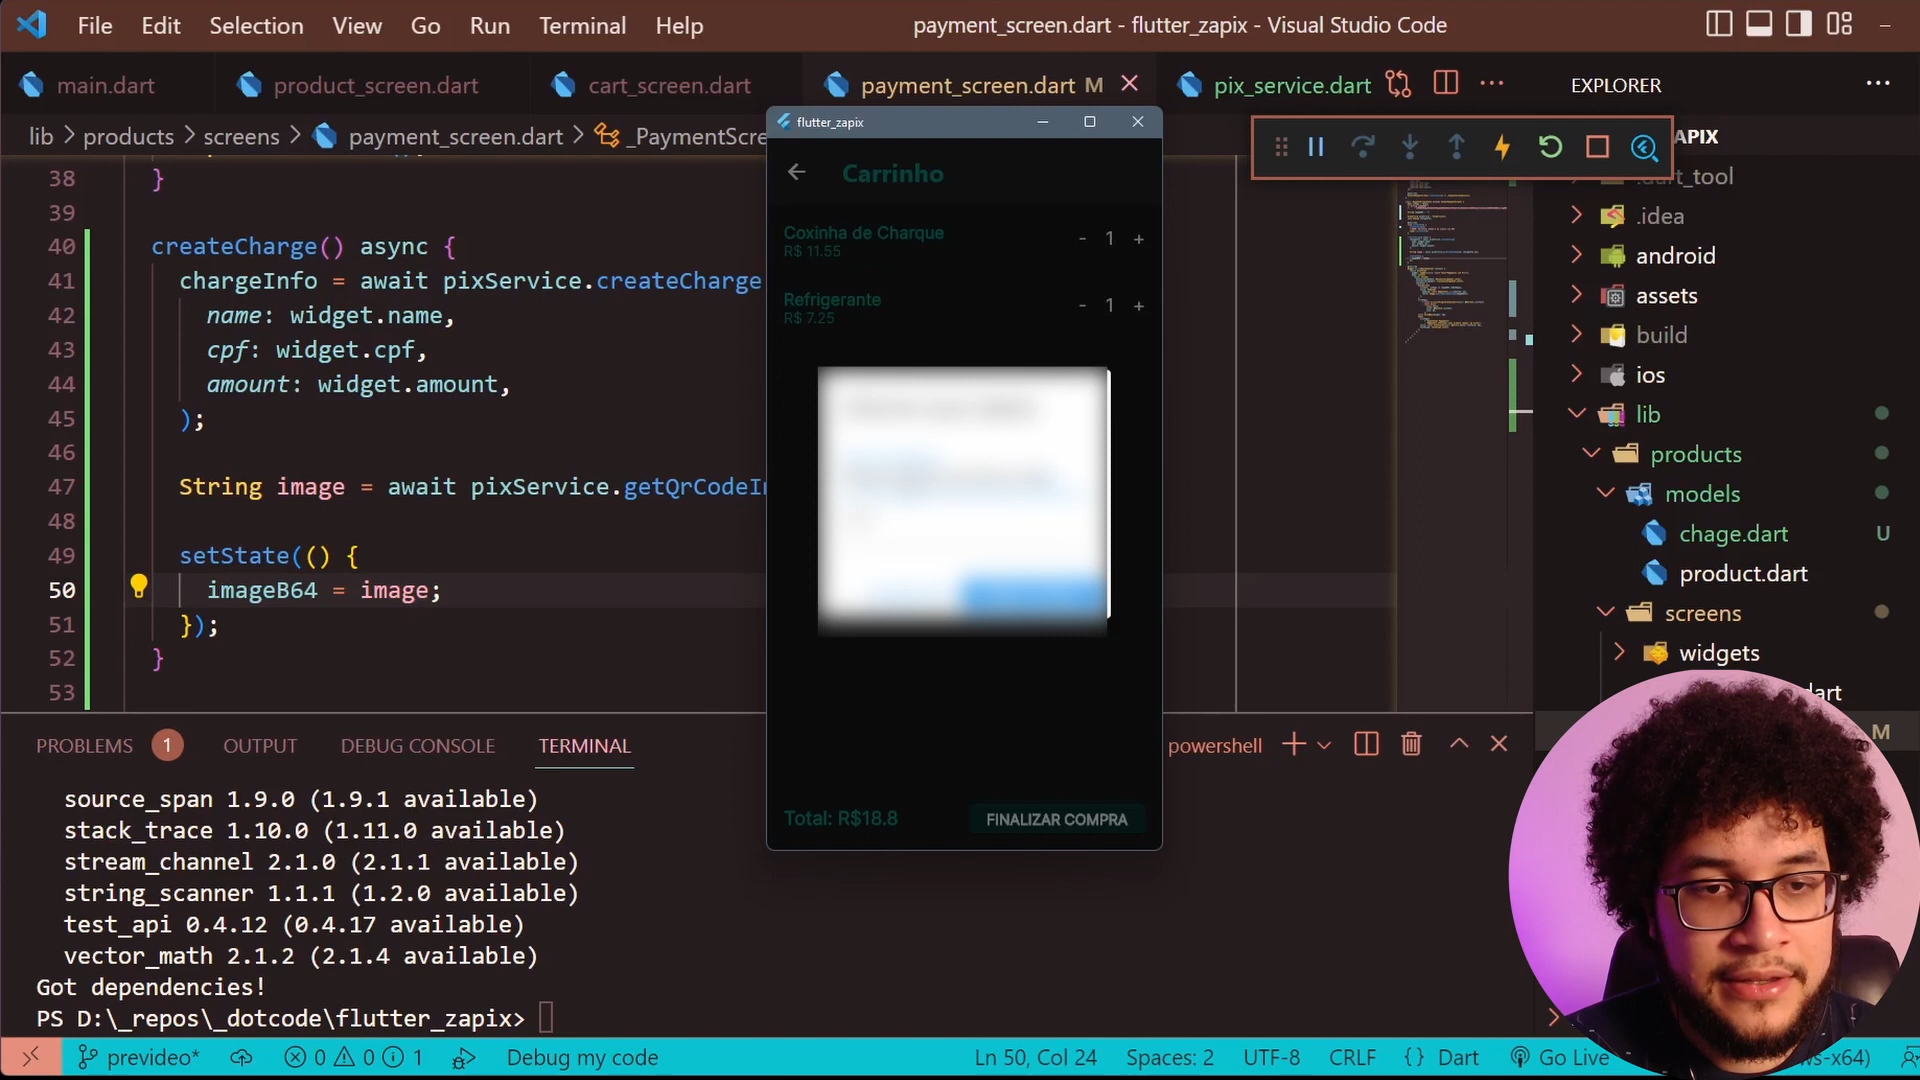 File Edit Selection View Go Run Terminal Help
payment_screen.dart - flutter_zapix - Visual Studio Code
main.dart
product_screen.dart
cart_screen.dart
payment_screen.dart M
pix_service.dart
EXPLORER
lib > products > screens > payment_screen.dart >
APIX
38 }
39
40 createCharge() async {
41 chargeInfo = await pixService.createCharge
42 name: widget.name,
43 cpf: widget.cpf,
44 amount: widget.amount,
45 );
46
47 String image = await pixService.
48
49 setState(() {
50 imageB64 = image;
51 });
52 }
53
flutter_zapix
Carrinho
Coxinha de Charque
R$ 11.55
- 1 +
Refrigerante
R$ 7.25
- 1 +
Total: R$18.8
FINALIZAR COMPRA
.dart_tool
.idea
android
assets
build
ios
lib
products
models
chage.dart U
product.dart
screens
widgets
M
PROBLEMS 1 OUTPUT DEBUG CONSOLE TERMINAL
powershell
source_span 1.9.0 (1.9.1 available)
stack_trace 1.10.0 (1.11.0 available)
stream_channel 2.1.0 (2.1.1 available)
string_scanner 1.1.1 (1.2.0 available)
test_api 0.4.12 (0.4.17 available)
vector_math 2.1.2 (2.1.4 available)
Got dependencies!
PS D:\_repos\_dotcode\flutter_zapix>
prevideo* 0 0 1 Debug my code Ln 50, Col 24 Spaces: 2 UTF-8 CRLF {} Dart Go Live